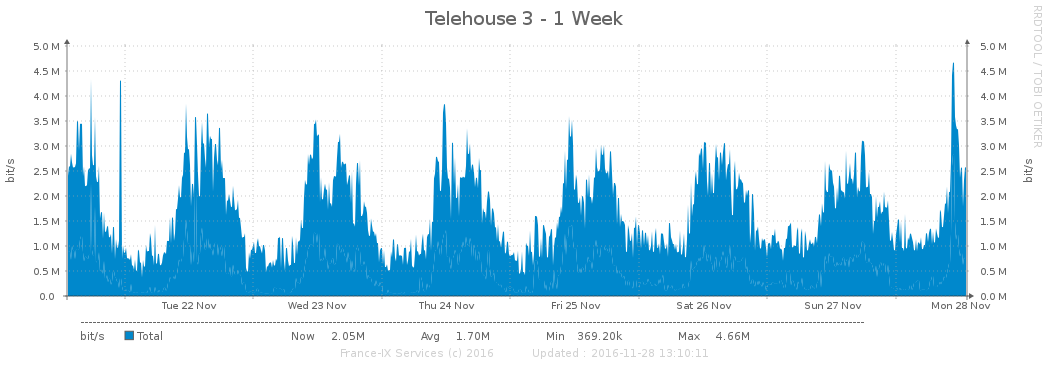 Telehouse 3 - 1 Week
RRDTOOL / TOBI OETIKER
bit/s
5.0 M 5.0 M
4.5 M 4.5 M
4.0 M 4.0 M
3.5 M 3.5 M
3.0 M 3.0 M
2.5 M 2.5 M
2.0 M 2.0 M
1.5 M 1.5 M
1.0 M 1.0 M
0.5 M 0.5 M
0.0 0.0 M
bit/s
Tue 22 Nov Wed 23 Nov Thu 24 Nov Fri 25 Nov Sat 26 Nov Sun 27 Nov Mon 28 Nov
bit/s Total Now 2.05M Avg 1.70M Min 369.20k Max 4.66M
France-IX Services (c) 2016 Updated : 2016-11-28 13:10:11